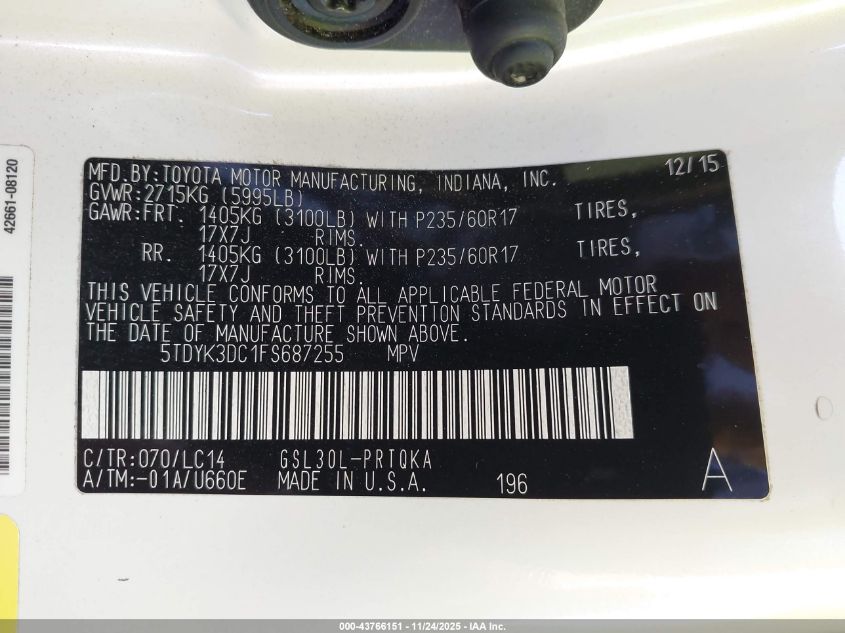 42661-08120
MFD.BY:TOYOTA MOTOR MANUFACTURING, INDIANA, INC. 12/15
GVWR:2715KG (5995LB)
GAWR:FRT. 1405KG (3100LB) WITH P235/60R17 TIRES,
17X7J RIMS.
RR. 1405KG (3100LB) WITH P235/60R17 TIRES,
17X7J RIMS.
THIS VEHICLE CONFORMS TO ALL APPLICABLE FEDERAL MOTOR
VEHICLE SAFETY AND THEFT PREVENTION STANDARDS IN EFFECT ON
THE DATE OF MANUFACTURE SHOWN ABOVE.
5TDYK3DC1FS687255 MPV
C/TR:070/LC14 GSL30L-PRTQKA
A/TM:-01A/U660E MADE IN U.S.A. 196 A
000-43766151 - 11/24/2025 - IAA Inc.